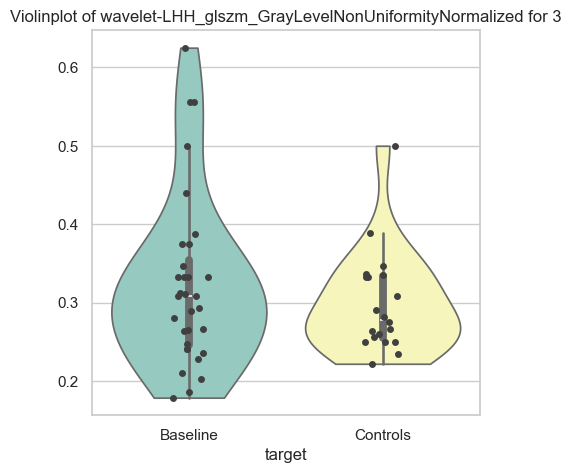 Violinplot of wavelet-LHH_glszm_GrayLevelNonUniformityNormalized for 3
0.6
0.5
0.4
0.3
0.2
Baseline Controls
target